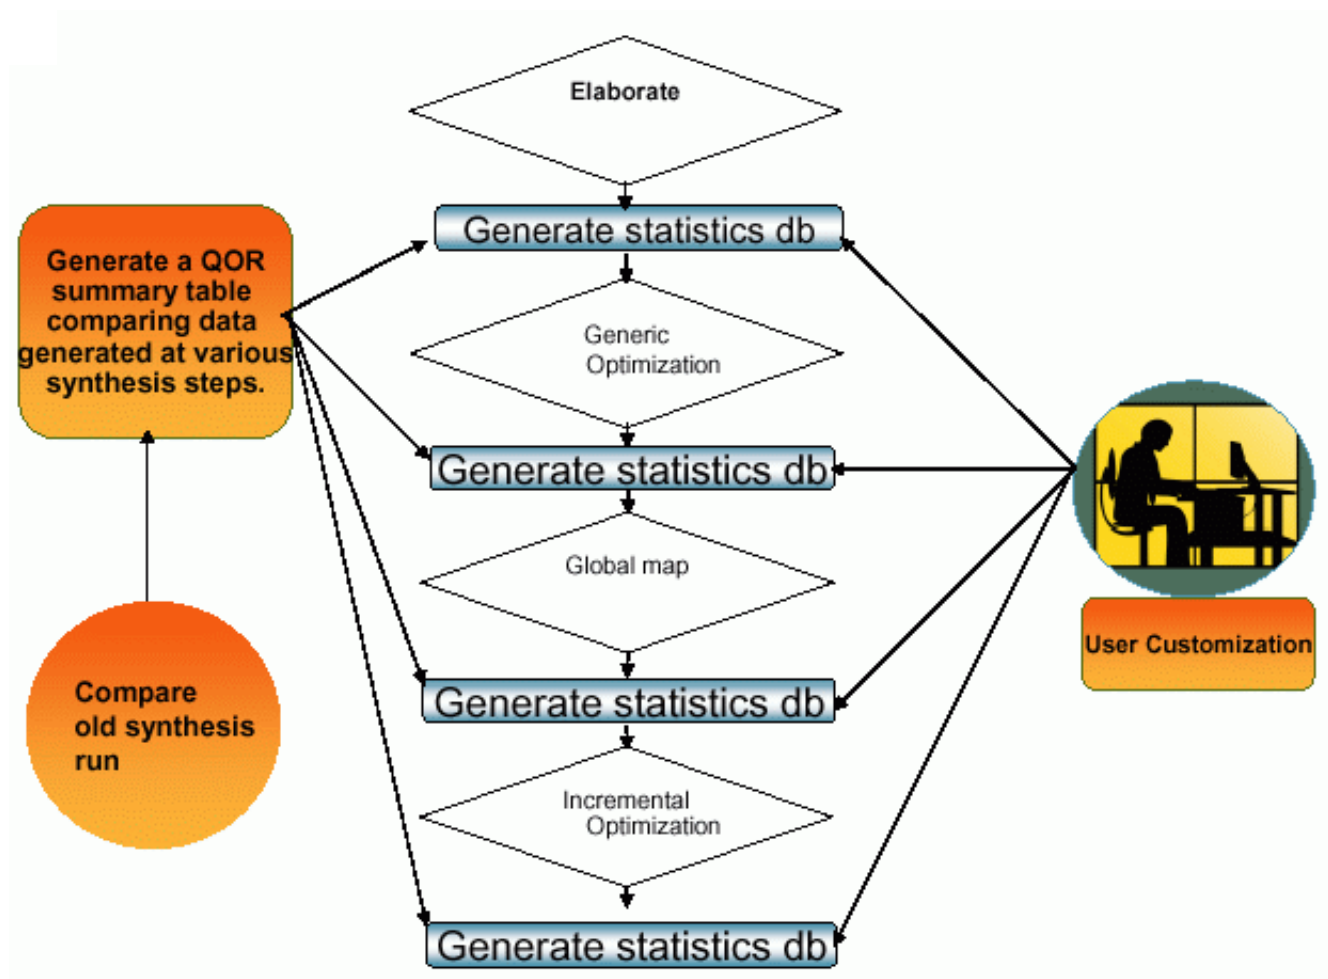 Elaborate
Generate statistics db
Generate a QOR
summary table
comparing data
generated at various
synthesis steps.
Generic
Optimization
Generate statistics db
Global map
User Customization
Generate statistics db
Compare
old synthesis
run
Incremental
Optimization
Generate statistics db